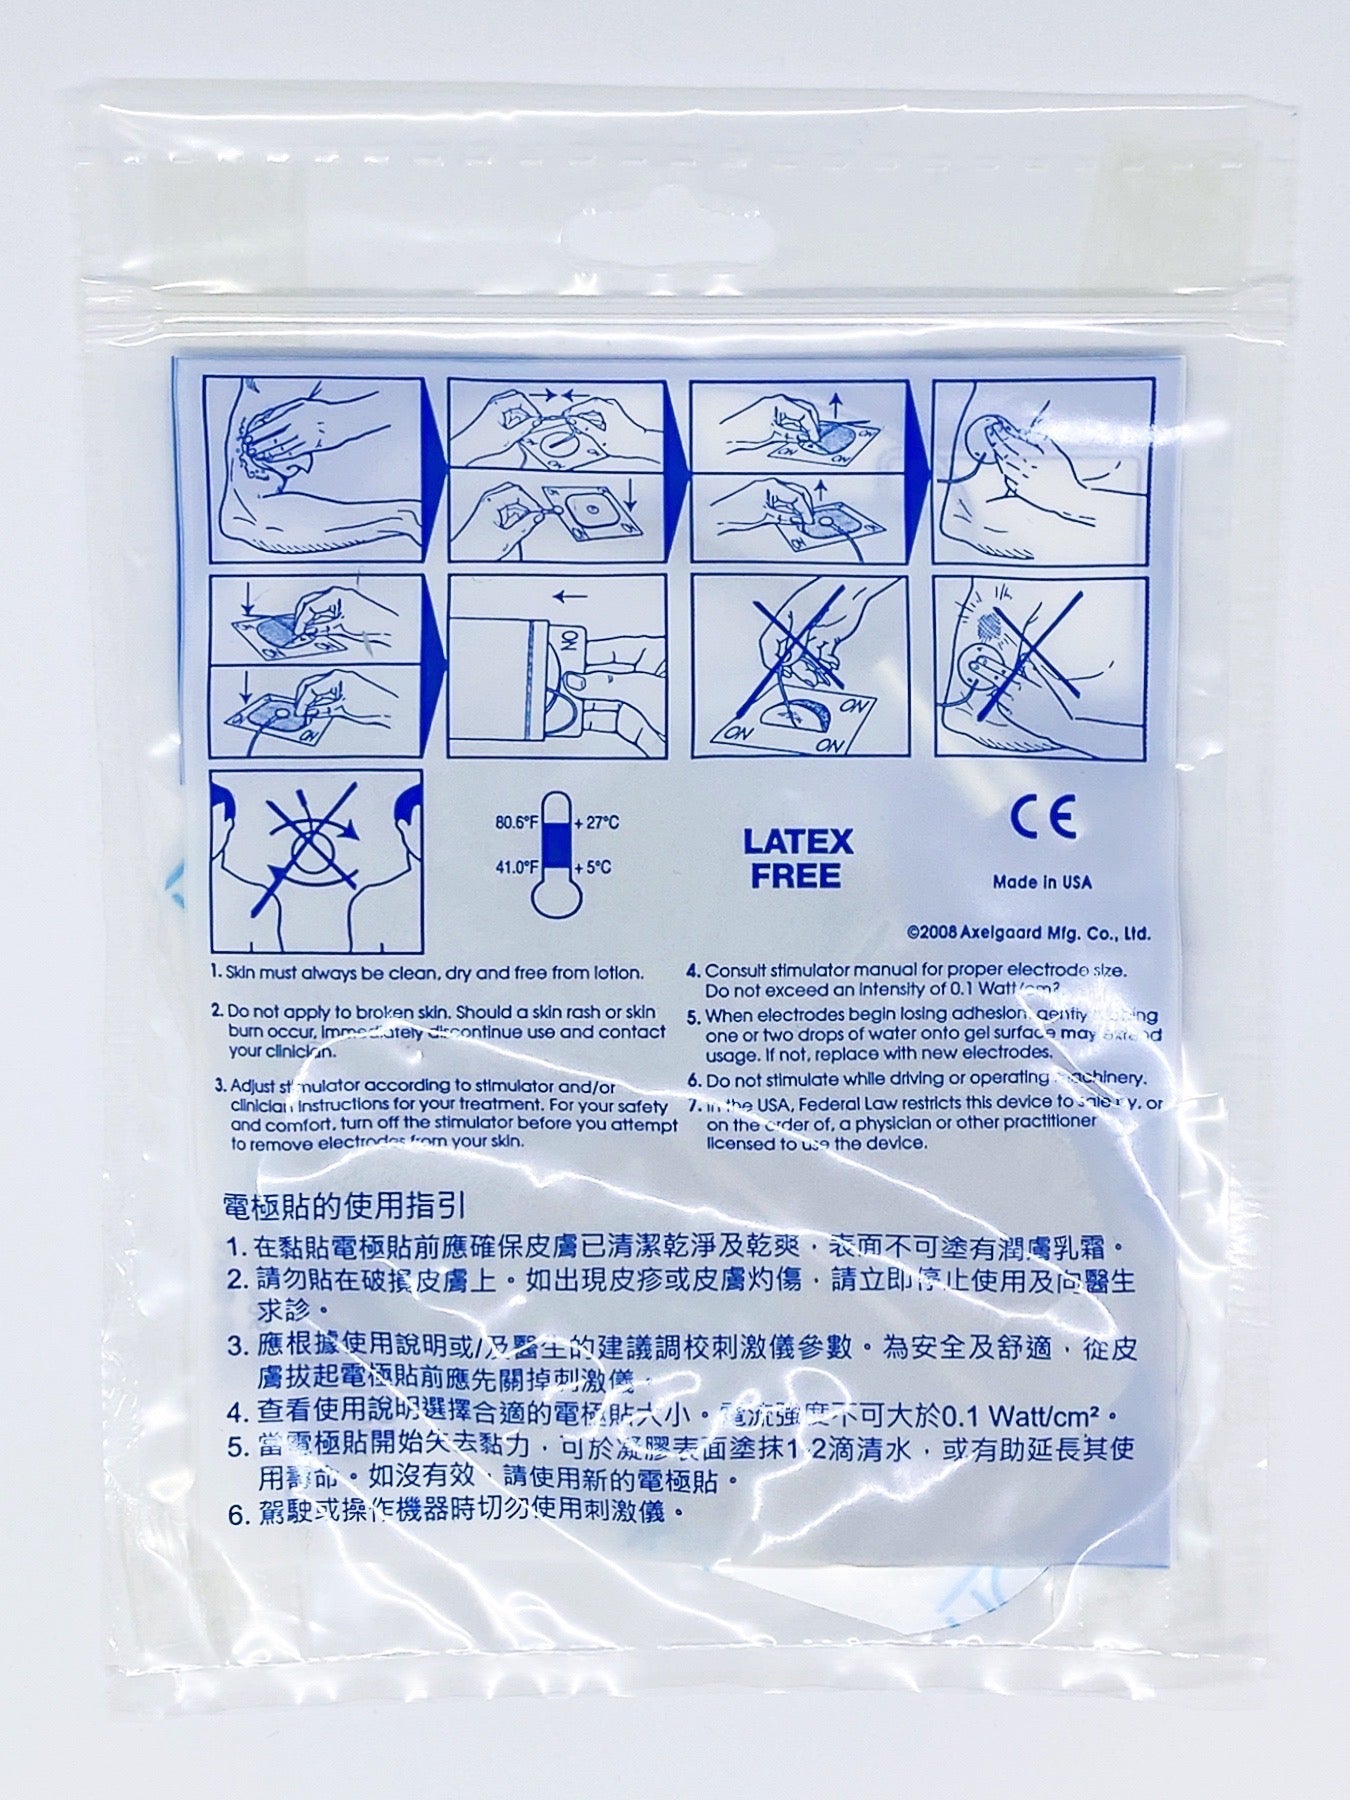 ON
ON
ON
ON
ON
ON
ON
ON
ON
ON
ON
ON
80.6°F +27°C
41.0°F +5°C
LATEX
FREE
CE
Made in USA
©2008 Axelgaard Mfg. Co., Ltd.
1. Skin must always be clean, dry and free from lotion.
2. Do not apply to broken skin. Should a skin rash or skin
burn occur, immediately discontinue use and contact
your clinician.
3. Adjust stimulator according to stimulator and/or
clinician instructions for your treatment. For your safety
and comfort, turn off the stimulator before you attempt
to remove electrodes from your skin.
4. Consult stimulator manual for proper electrode size.
Do not exceed an intensity of 0.1 Watt/cm²
5. When electrodes begin losing adhesion, gently
one or two drops of water onto gel surface may extend
usage. If not, replace with new electrodes.
6. Do not stimulate while driving or operating machinery.
7. In the USA, Federal Law restricts this device to sale by, or
on the order of, a physician or other practitioner
licensed to use the device.
電極貼的使用指引
1. 在黏貼電極貼前應確保皮膚已清潔乾淨及乾爽，表面不可塗有潤膚乳霜。
2. 請勿貼在破損皮膚上。如出現皮疹或皮膚灼傷，請立即停止使用及向醫生
求診。
3. 應根據使用說明或/及醫生的建議調校刺激儀參數。為安全及舒適，從皮
膚拔起電極貼前應先關掉刺激儀。
4. 查看使用說明選擇合適的電極貼大小。電流強度不可大於0.1 Watt/cm²。
5. 當電極貼開始失去黏力，可於凝膠表面塗抹1-2滴清水，或有助延長其使
用壽命。如沒有效，請使用新的電極貼。
6. 駕駛或操作機器時切勿使用刺激儀。